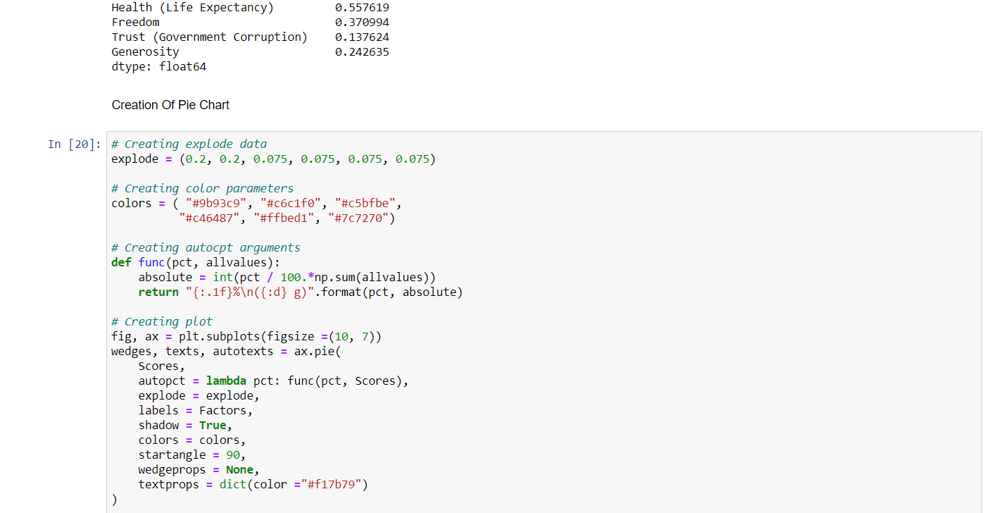 Health (Life Expectancy)         0.557619
Freedom                          0.370994
Trust (Government Corruption)    0.137624
Generosity                       0.242635
dtype: float64
Creation Of Pie Chart
In [20]: # Creating explode data
explode = (0.2, 0.2, 0.075, 0.075, 0.075, 0.075)
# Creating color parameters
colors = ( "#9b93c9", "#c6c1f0", "#c5bfbe",
          "#c46487", "#ffbed1", "#7c7270")
# Creating autocpt arguments
def func(pct, allvalues):
    absolute = int(pct / 100.*np.sum(allvalues))
    return "{:.1f}%\n({:d} g)".format(pct, absolute)
# Creating plot
fig, ax = plt.subplots(figsize =(10, 7))
wedges, texts, autotexts = ax.pie(
    Scores,
    autopct = lambda pct: func(pct, Scores),
    explode = explode,
    labels = Factors,
    shadow = True,
    colors = colors,
    startangle = 90,
    wedgeprops = None,
    textprops = dict(color ="#f17b79")
)